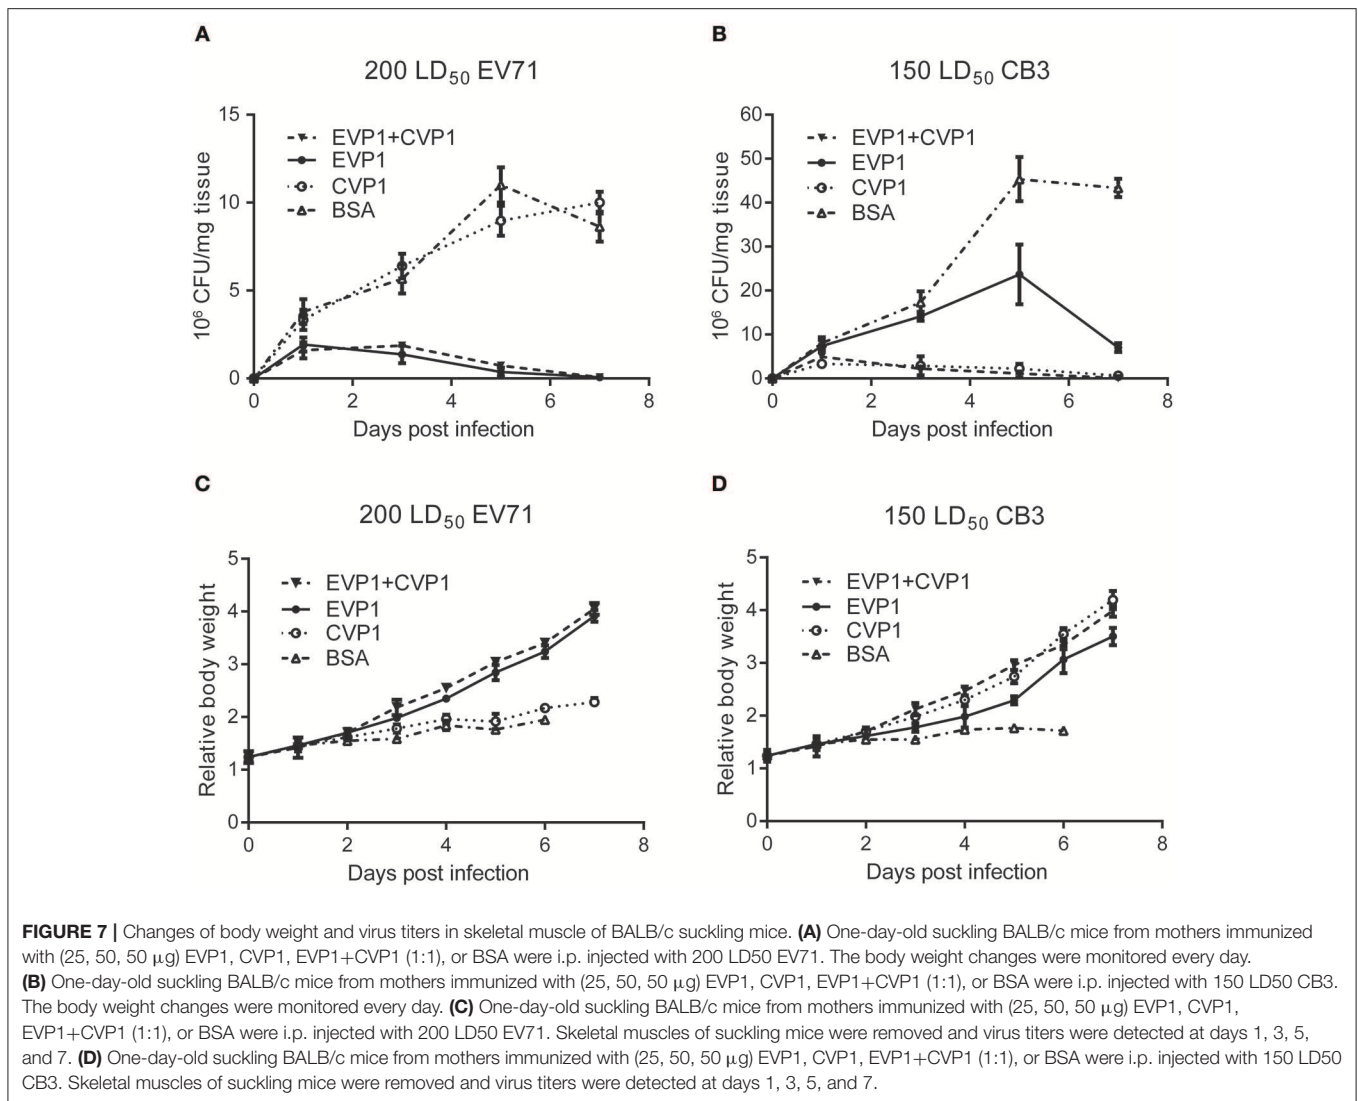 A
200 LD50 EV71
15
10
5
0
10⁶ CFU/mg tissue
EVP1+CVP1
EVP1
CVP1
BSA
0 2 4 6 8
Days post infection
B
150 LD50 CB3
60
50
40
30
20
10
0
10⁶ CFU/mg tissue
EVP1+CVP1
EVP1
CVP1
BSA
0 2 4 6 8
Days post infection
C
200 LD50 EV71
5
4
3
2
1
0
Relative body weight
EVP1+CVP1
EVP1
CVP1
BSA
0 2 4 6 8
Days post infection
D
150 LD50 CB3
5
4
3
2
1
0
Relative body weight
EVP1+CVP1
EVP1
CVP1
BSA
0 2 4 6 8
Days post infection
FIGURE 7 | Changes of body weight and virus titers in skeletal muscle of BALB/c suckling mice. (A) One-day-old suckling BALB/c mice from mothers immunized
with (25, 50, 50 μg) EVP1, CVP1, EVP1+CVP1 (1:1), or BSA were i.p. injected with 200 LD50 EV71. The body weight changes were monitored every day.
(B) One-day-old suckling BALB/c mice from mothers immunized with (25, 50, 50 μg) EVP1, CVP1, EVP1+CVP1 (1:1), or BSA were i.p. injected with 150 LD50 CB3.
The body weight changes were monitored every day. (C) One-day-old suckling BALB/c mice from mothers immunized with (25, 50, 50 μg) EVP1, CVP1,
EVP1+CVP1 (1:1), or BSA were i.p. injected with 200 LD50 EV71. Skeletal muscles of suckling mice were removed and virus titers were detected at days 1, 3, 5,
and 7. (D) One-day-old suckling BALB/c mice from mothers immunized with (25, 50, 50 μg) EVP1, CVP1, EVP1+CVP1 (1:1), or BSA were i.p. injected with 150 LD50
CB3. Skeletal muscles of suckling mice were removed and virus titers were detected at days 1, 3, 5, and 7.